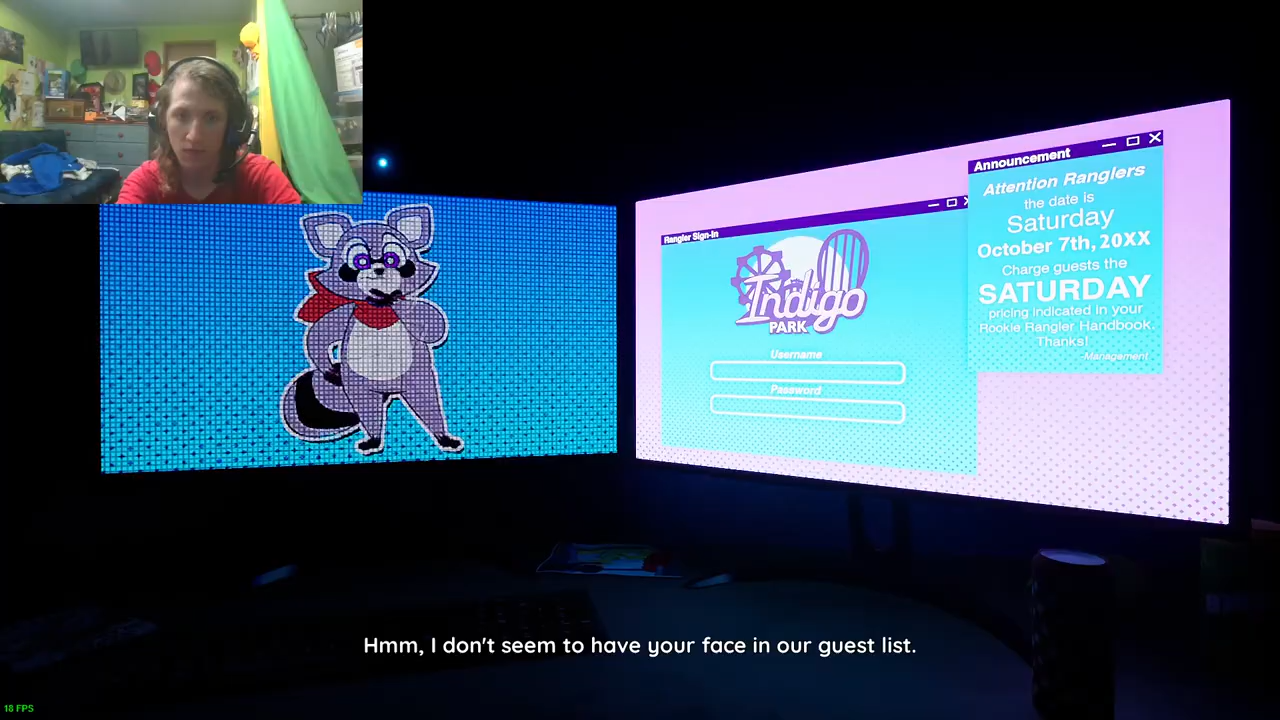 Announcement
Attention Ranglers
the date is
Saturday
October 7th, 20XX
Charge guests the
SATURDAY
pricing indicated in your
Rookie Rangler Handbook.
Thanks!
-Management
Rangler Sign-In
Indigo
PARK
Username
Password
Hmm, I don't seem to have your face in our guest list.
18 FPS